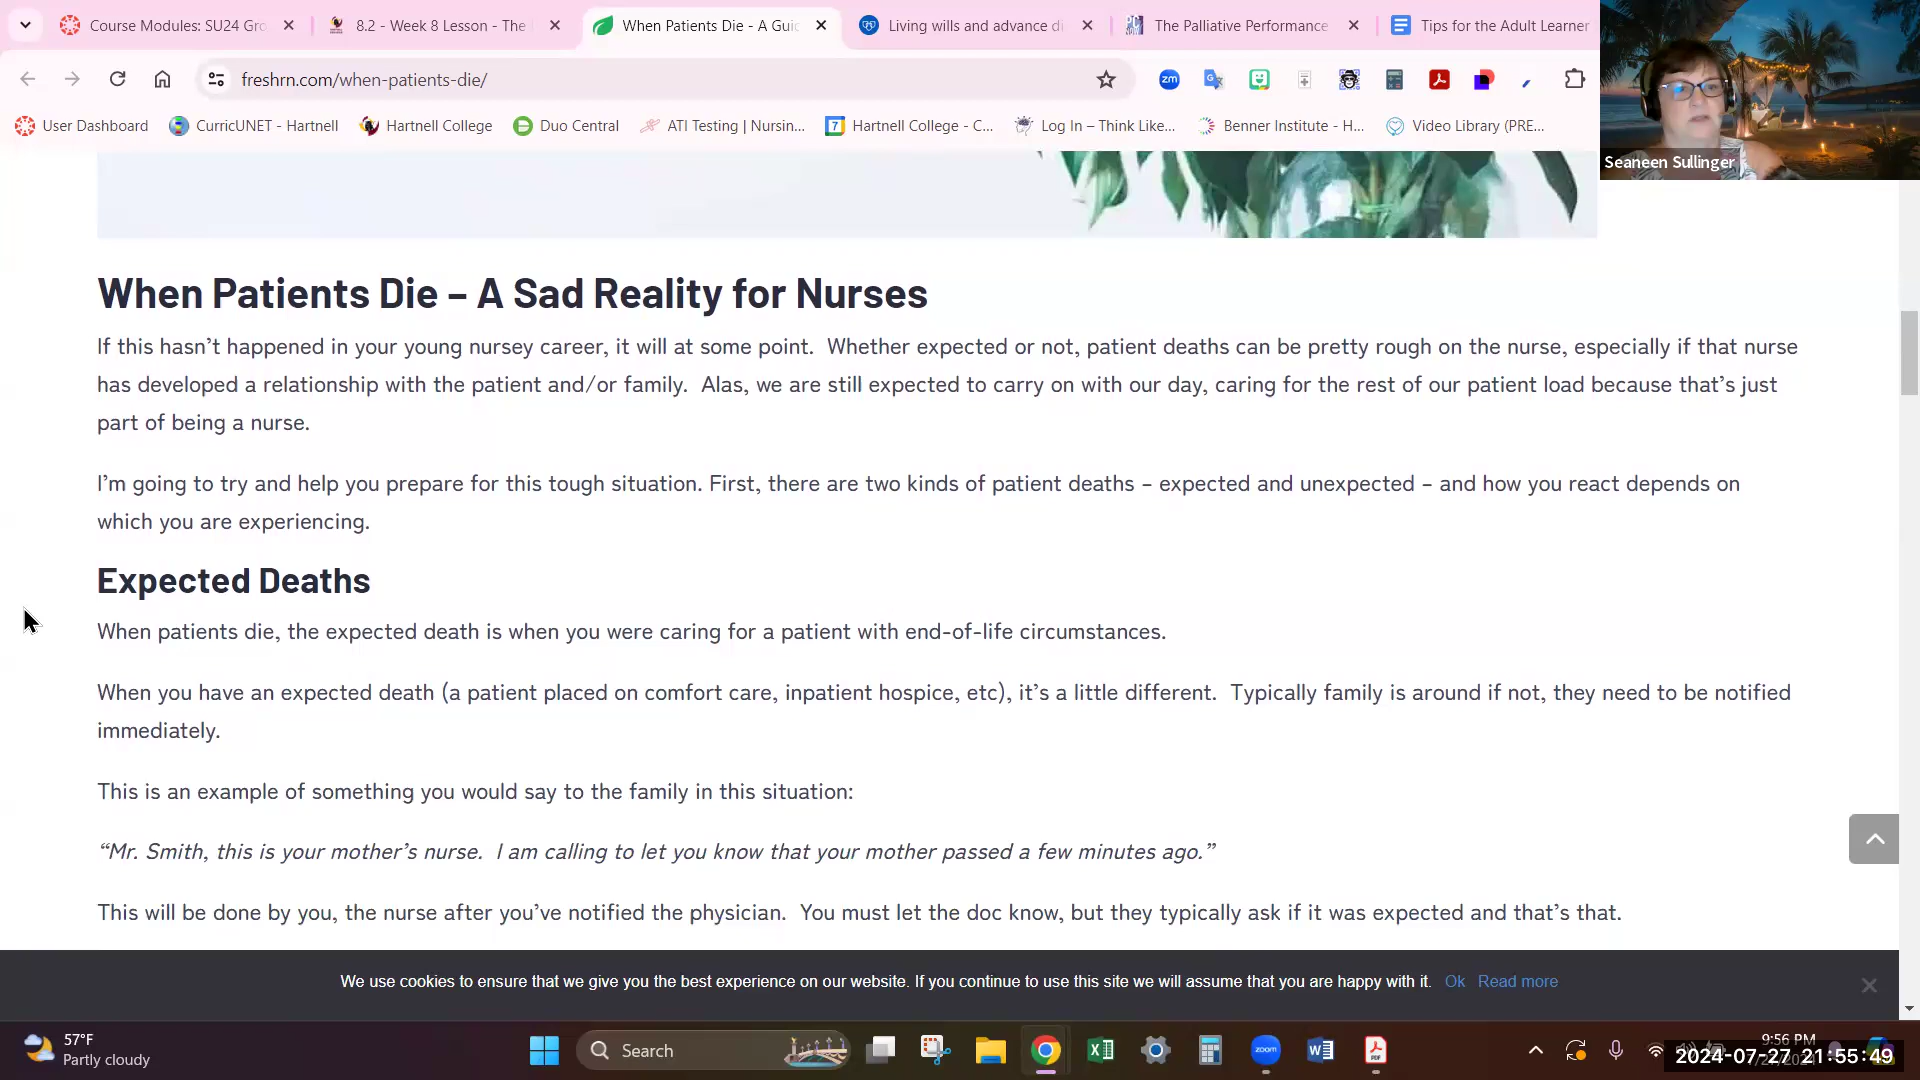 Course Modules: SU24 Gro
8.2 - Week 8 Lesson - The
When Patients Die - A Guid
Living wills and advance di
The Palliative Performance
Tips for the Adult Learner
freshrn.com/when-patients-die/
User Dashboard
CurricUNET - Hartnell
Hartnell College
Duo Central
ATI Testing | Nursin...
Hartnell College - C...
Log In – Think Like...
Benner Institute - H...
Video Library (PRE...
Seaneen Sullinger
When Patients Die – A Sad Reality for Nurses
If this hasn’t happened in your young nursey career, it will at some point.  Whether expected or not, patient deaths can be pretty rough on the nurse, especially if that nurse
has developed a relationship with the patient and/or family.  Alas, we are still expected to carry on with our day, caring for the rest of our patient load because that’s just
part of being a nurse.
I’m going to try and help you prepare for this tough situation. First, there are two kinds of patient deaths – expected and unexpected – and how you react depends on
which you are experiencing.
Expected Deaths
When patients die, the expected death is when you were caring for a patient with end-of-life circumstances.
When you have an expected death (a patient placed on comfort care, inpatient hospice, etc), it’s a little different.  Typically family is around if not, they need to be notified
immediately.
This is an example of something you would say to the family in this situation:
“Mr. Smith, this is your mother’s nurse.  I am calling to let you know that your mother passed a few minutes ago.”
This will be done by you, the nurse after you’ve notified the physician.  You must let the doc know, but they typically ask if it was expected and that’s that.
We use cookies to ensure that we give you the best experience on our website. If you continue to use this site we will assume that you are happy with it.
Ok
Read more
57°F
Partly cloudy
Search
zoom
9:56 PM
2024-07-27 21:55:49